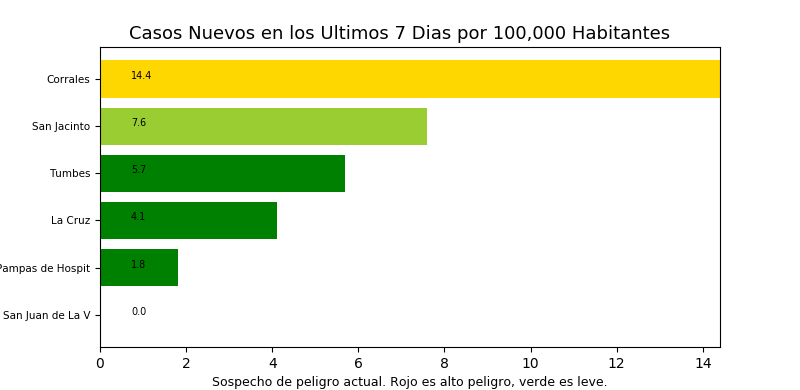 Casos Nuevos en los Ultimos 7 Dias por 100,000 Habitantes
Corrales 14.4
San Jacinto 7.6
Tumbes 5.7
La Cruz 4.1
Pampas de Hospit 1.8
San Juan de La V 0.0
0 2 4 6 8 10 12 14
Sospecho de peligro actual. Rojo es alto peligro, verde es leve.